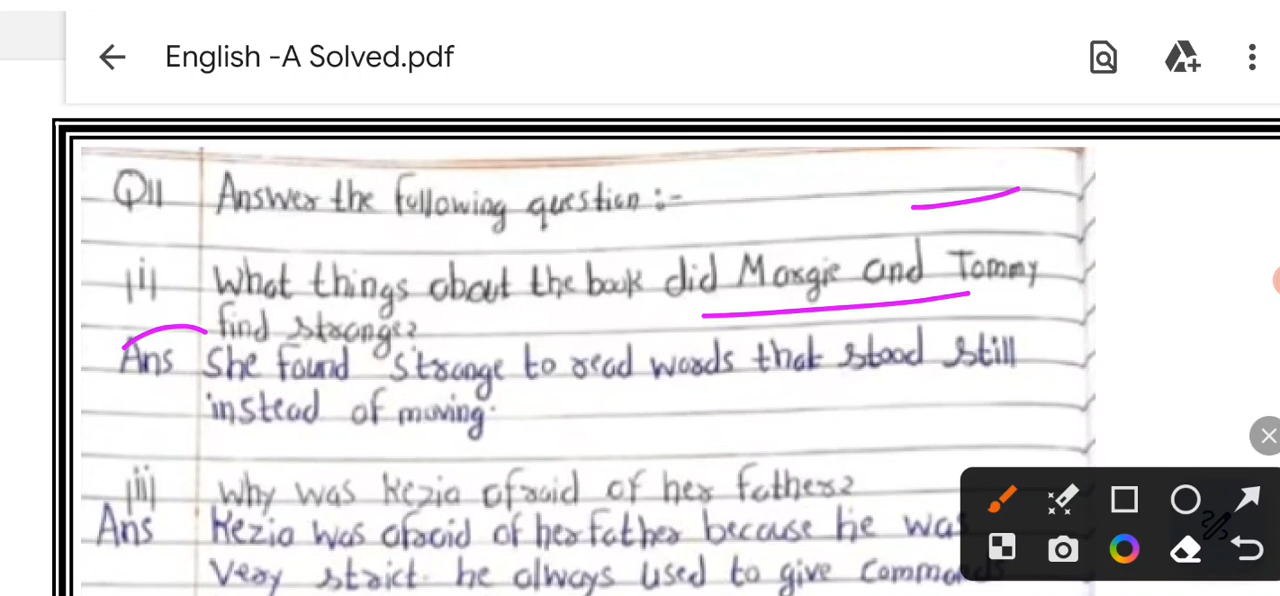 English -A Solved.pdf
Q11 Answer the following question :-
(i) What things about the book did Margie and Tommy
find strange?
Ans She found strange to read words that stood still
instead of moving.
(ii) Why was Kezia afraid of her father?
Ans Kezia was afraid of her father because he was
very strict. he always used to give commands